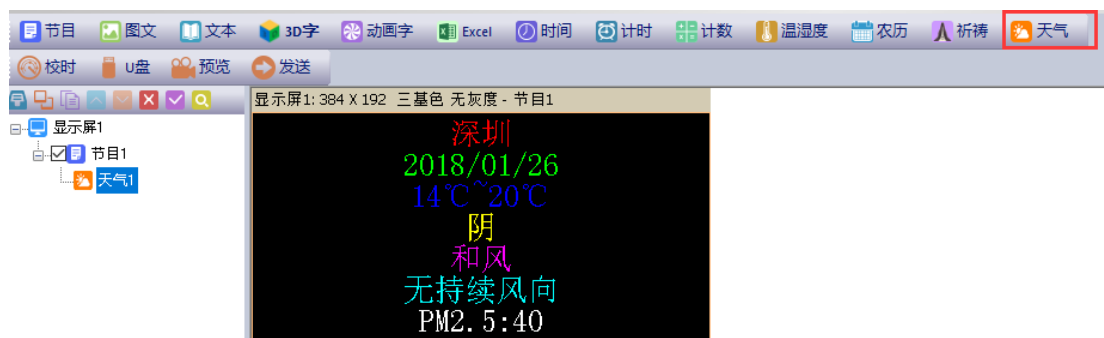 节目 图文 文本 3D字 动画字 Excel 时间 计时 计数 温湿度 农历 祈祷 天气
校时 U盘 预览 发送
显示屏1: 384 X 192 三基色 无灰度 - 节目1
显示屏1
节目1
天气1
深圳
2018/01/26
14℃~20℃
阴
和风
无持续风向
PM2.5:40